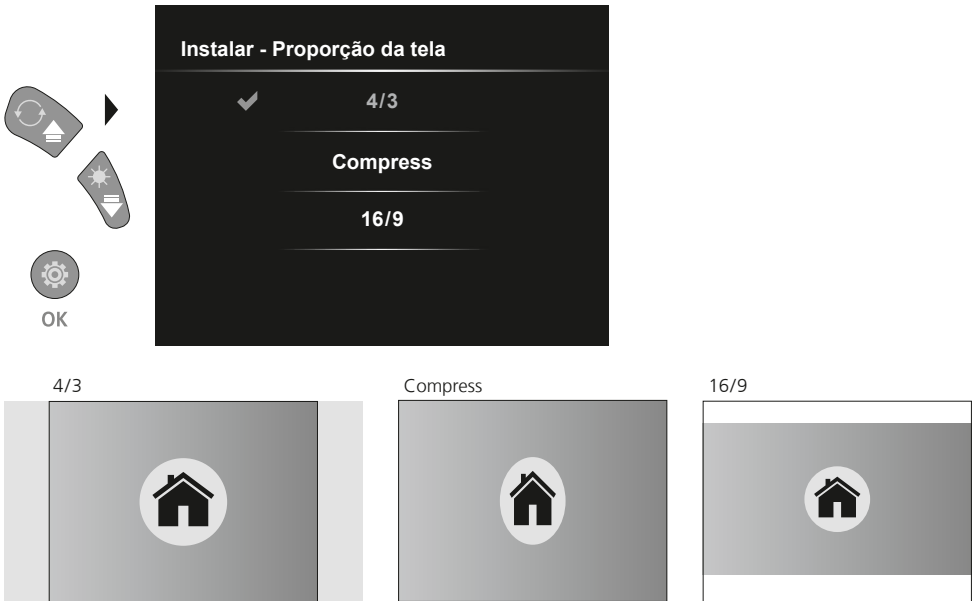 Instalar - Proporção da tela
4/3
Compress
16/9
OK
4/3
Compress
16/9